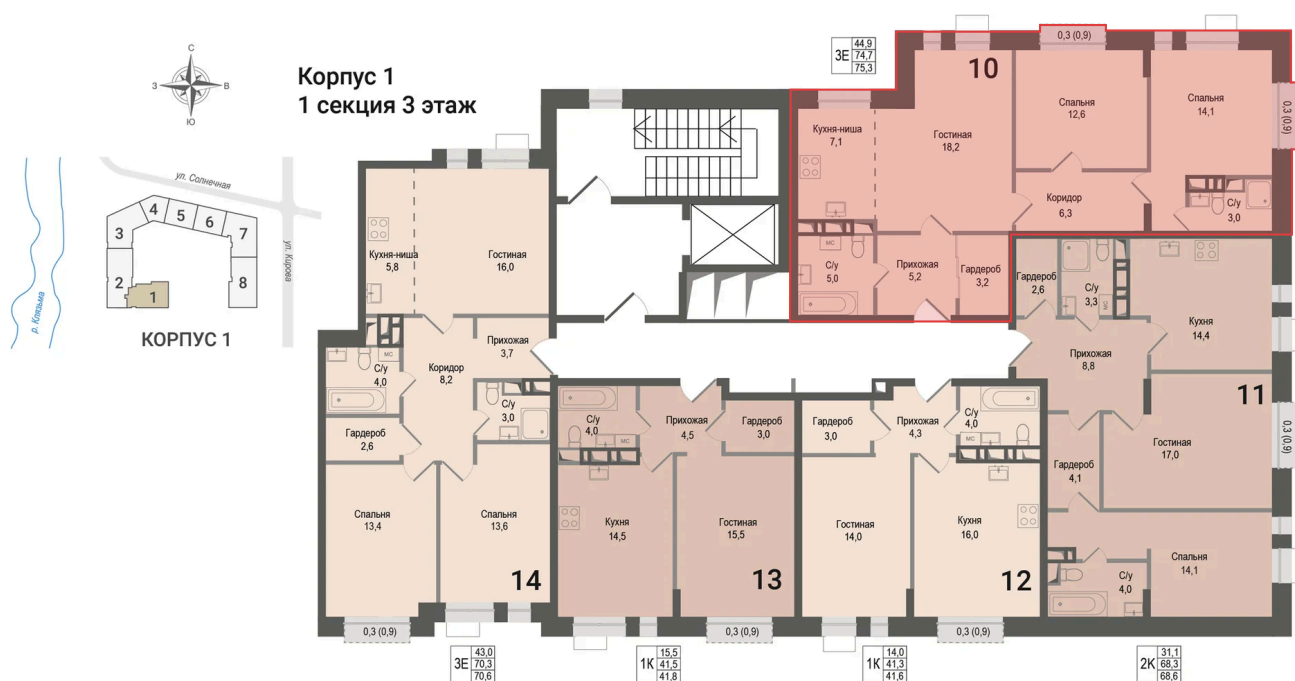 Корпус 1
1 секция 3 этаж
С
З
В
Ю
ул. Солнечная
ул. Кирова
р. Клязьма
1
2
3
4
5
6
7
8
КОРПУС 1
3Е
44,9
74,7
75,3
10
0,3 (0,9)
0,3 (0,9)
Кухня-ниша
7,1
Гостиная
18,2
Спальня
12,6
Спальня
14,1
Коридор
6,3
С/у
3,0
МС
С/у
5,0
Прихожая
5,2
Гардероб
3,2
Гардероб
2,6
С/у
3,3
МС
Кухня
14,4
Прихожая
8,8
11
Гостиная
17,0
0,3 (0,9)
Гардероб
4,1
Спальня
14,1
С/у
4,0
2К
31,1
68,3
68,6
Гардероб
3,0
Прихожая
4,3
С/у
4,0
МС
Гостиная
14,0
Кухня
16,0
12
0,3 (0,9)
1К
14,0
41,3
41,6
С/у
4,0
МС
Прихожая
4,5
Гардероб
3,0
Кухня
14,5
Гостиная
15,5
13
0,3 (0,9)
1К
15,5
41,5
41,8
Кухня-ниша
5,8
Гостиная
16,0
Прихожая
3,7
Коридор
8,2
МС
С/у
4,0
С/у
3,0
Гардероб
2,6
Спальня
13,4
Спальня
13,6
14
0,3 (0,9)
3Е
43,0
70,3
70,6